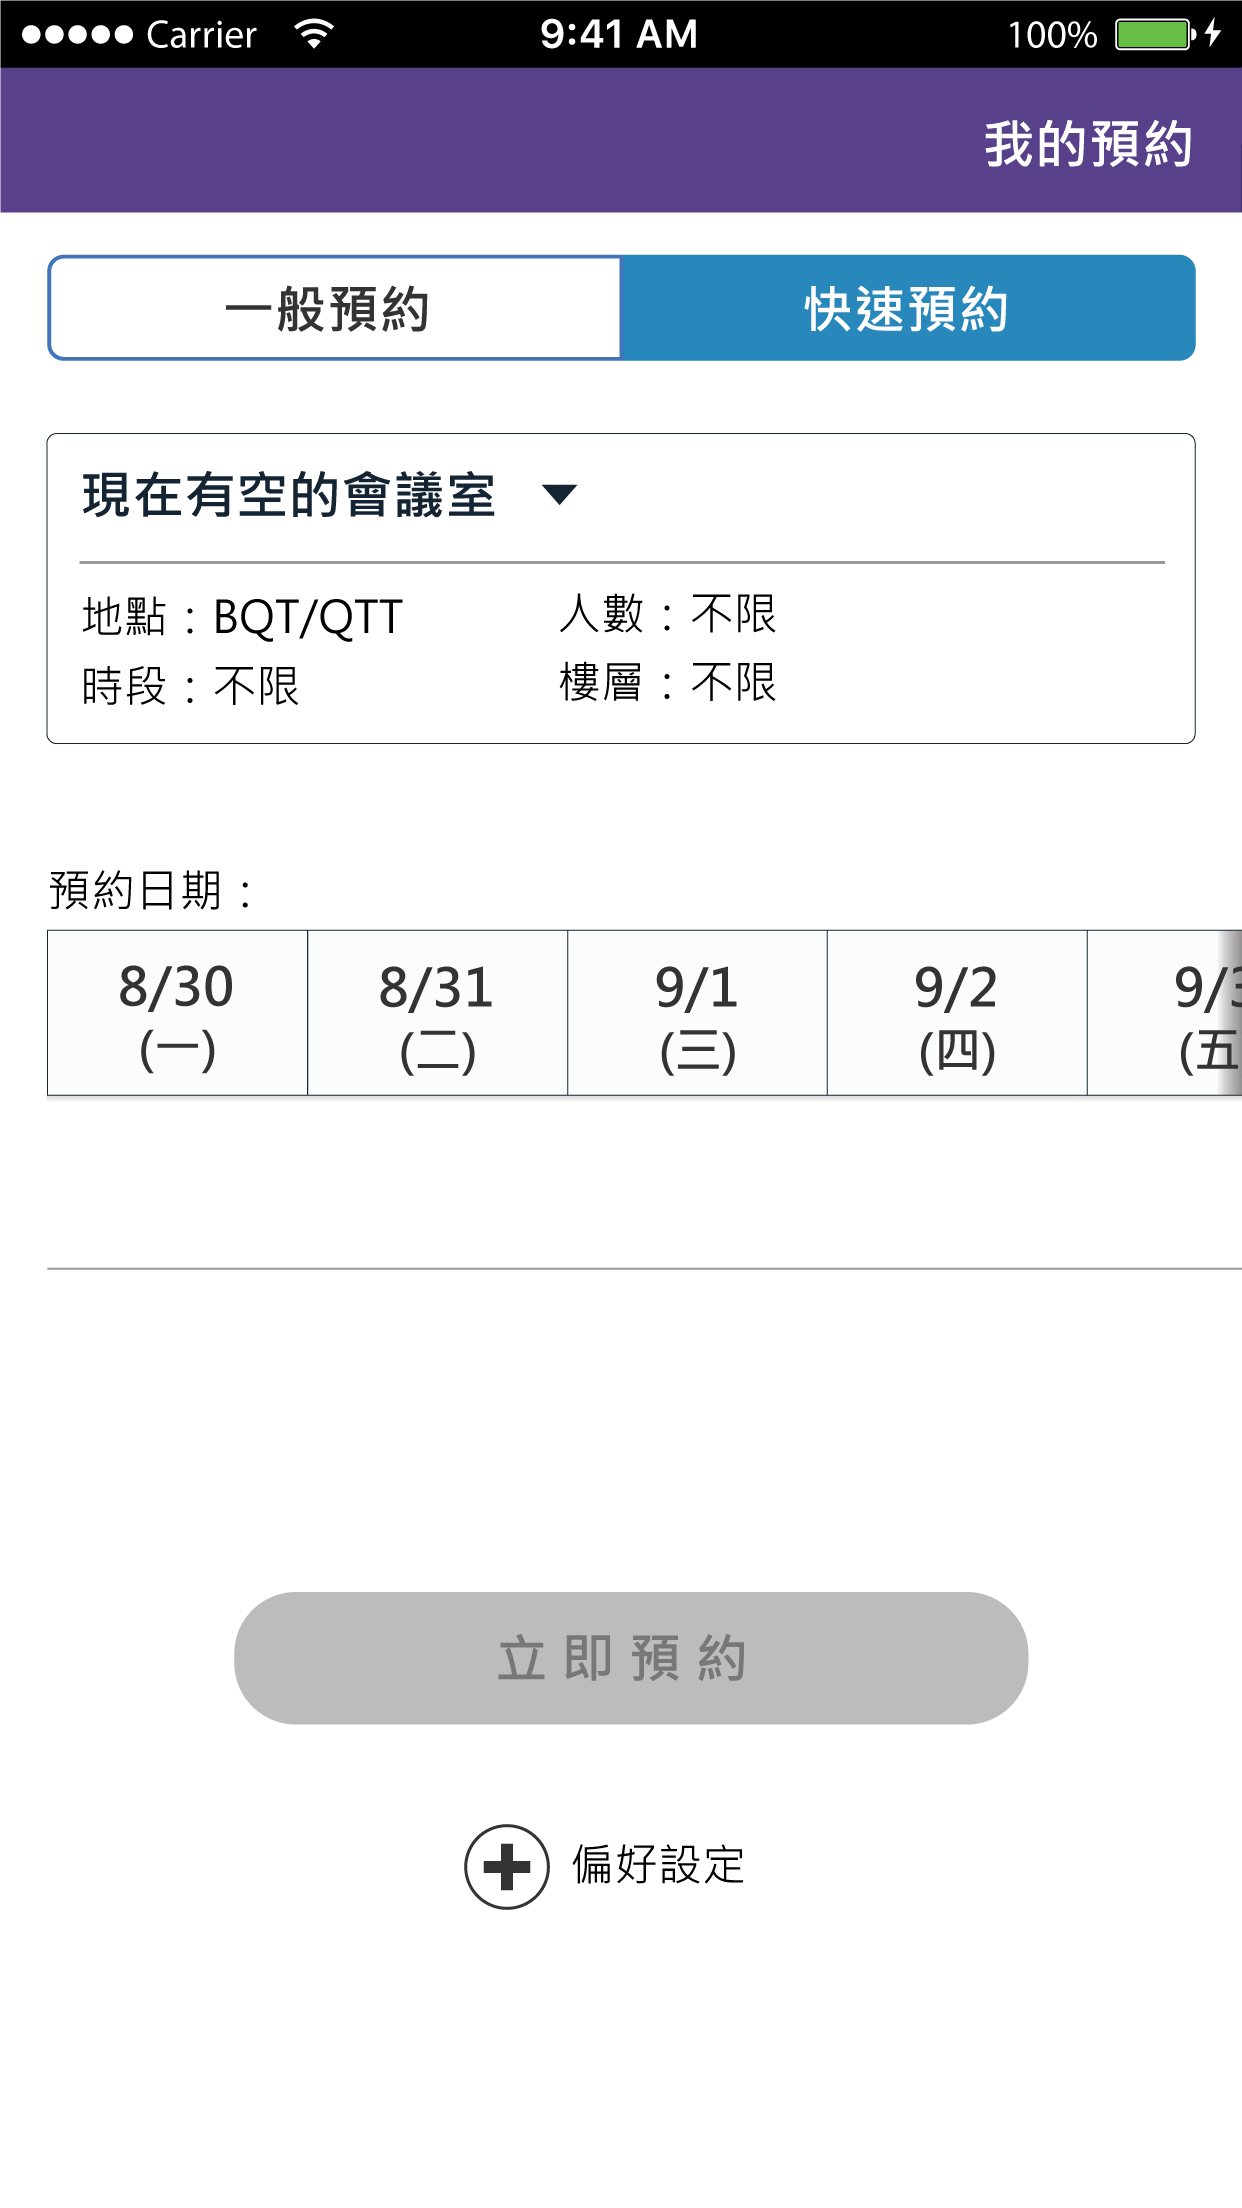 Carrier 9:41 AM 100%
我的預約
一般預約 快速預約
現在有空的會議室
地點：BQT/QTT 人數：不限
時段：不限 樓層：不限
預約日期：
8/30 8/31 9/1 9/2 9/3
(一) (二) (三) (四) (五
立即預約
偏好設定